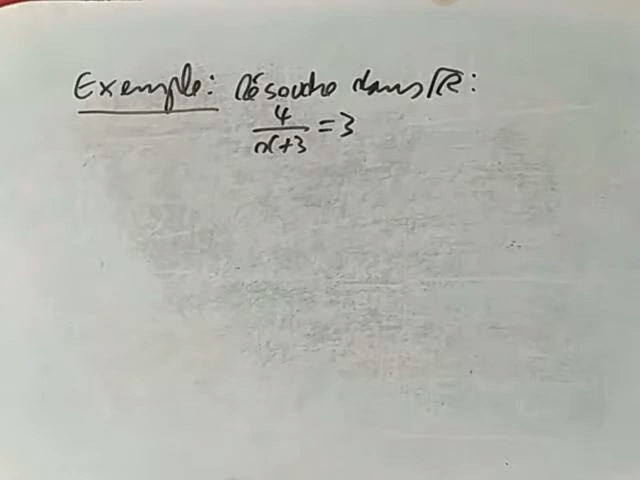 Exemple: Résoudre dans ℝ:
4/(x+3) = 3